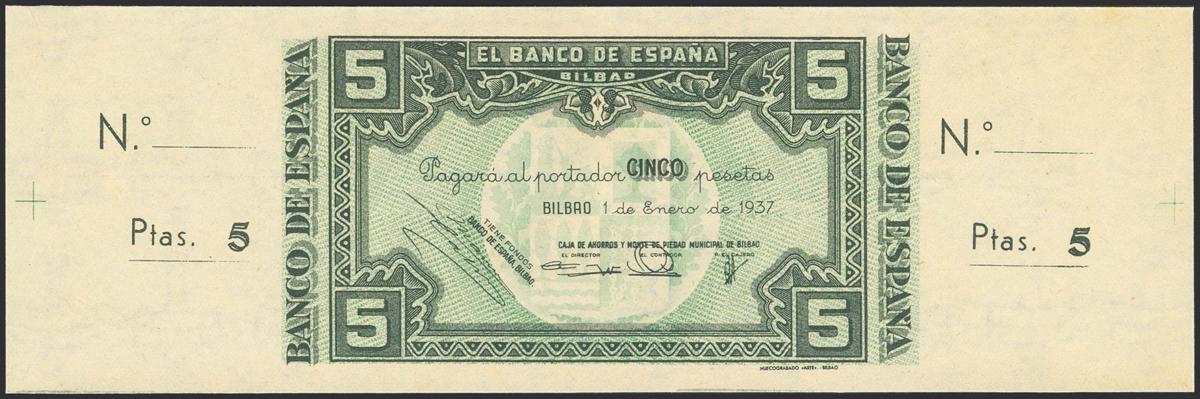 N.º
Ptas. 5
BANCO DE ESPAÑA
5
EL BANCO DE ESPAÑA
BILBAO
5
Pagará al portador CINCO pesetas
BILBAO 1 de Enero de 1937
TIENE FONDOS
BANCO DE ESPAÑA, BILBAO.
CAJA DE AHORROS Y MONTE DE PIEDAD MUNICIPAL DE BILBAO
EL DIRECTOR EL CONTADOR P. EL CAJERO
5
5
BANCO DE ESPAÑA
HUECOGRABADO «ARTE».-BILBAO
N.º
Ptas. 5